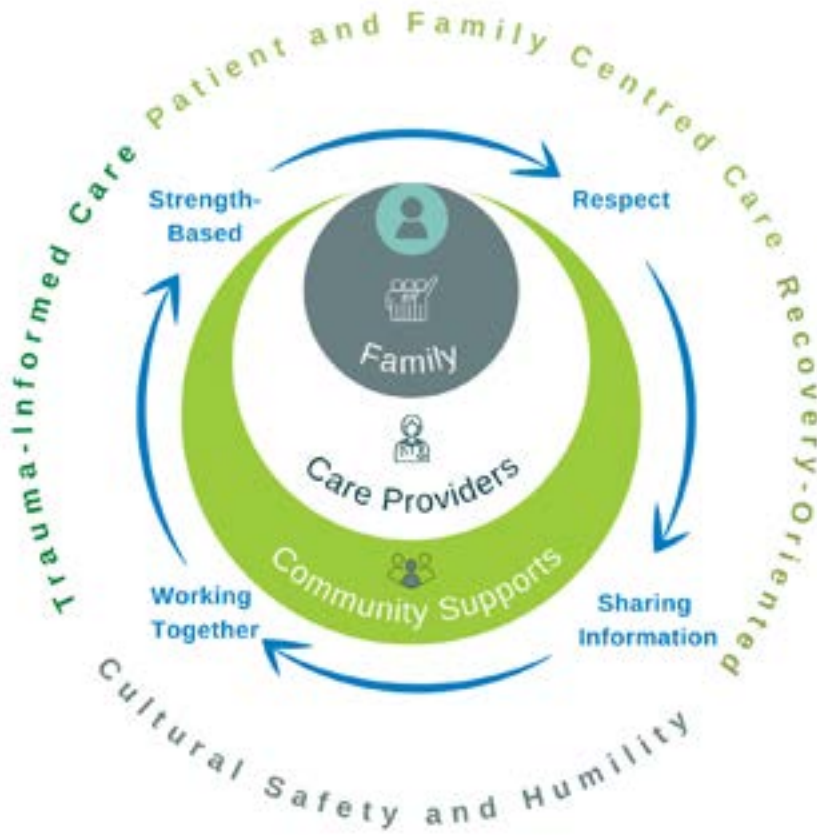 Patient and Family Centred Care
Recovery-Oriented
Cultural Safety and Humility
Trauma-Informed Care
Strength-
Based
Respect
Sharing
Information
Working
Together
Family
Care Providers
Community Supports